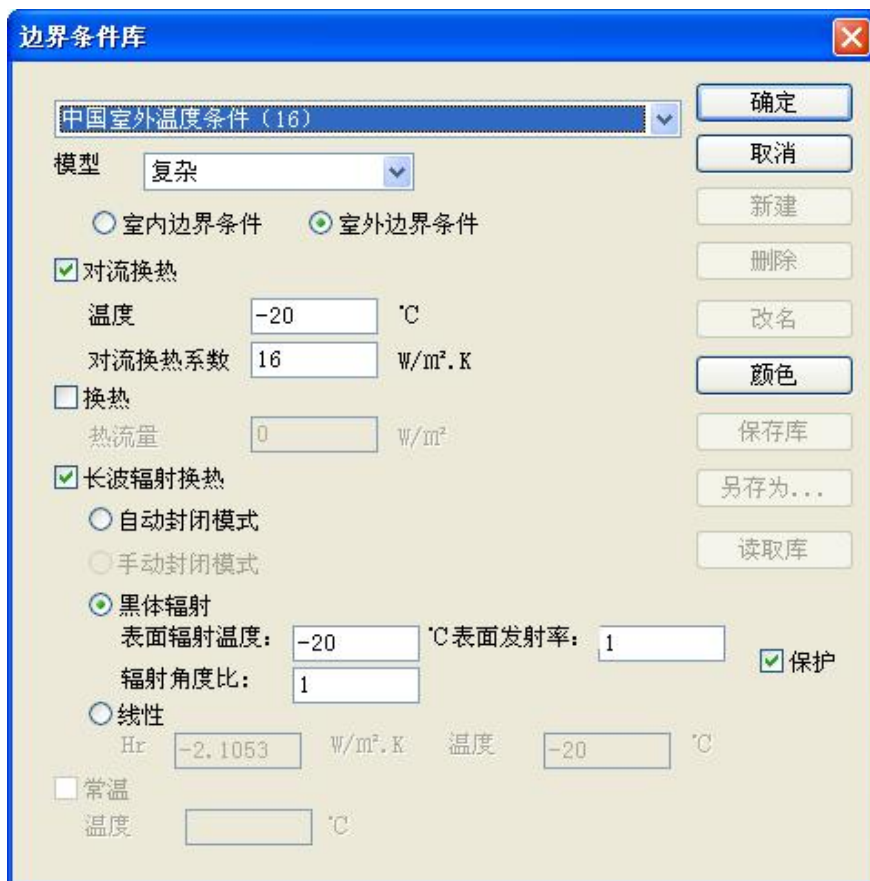 边界条件库
中国室外温度条件（16） 确定
模型 复杂 取消
室内边界条件 室外边界条件 新建
对流换热 删除
温度 -20 ℃ 改名
对流换热系数 16 W/m².K 颜色
换热
热流量 0 W/m² 保存库
长波辐射换热 另存为...
自动封闭模式
手动封闭模式 读取库
黑体辐射
表面辐射温度: -20 ℃表面发射率: 1
保护
辐射角度比: 1
线性
Hr -2.1053 W/m².K 温度 -20 ℃
常温
温度 ℃